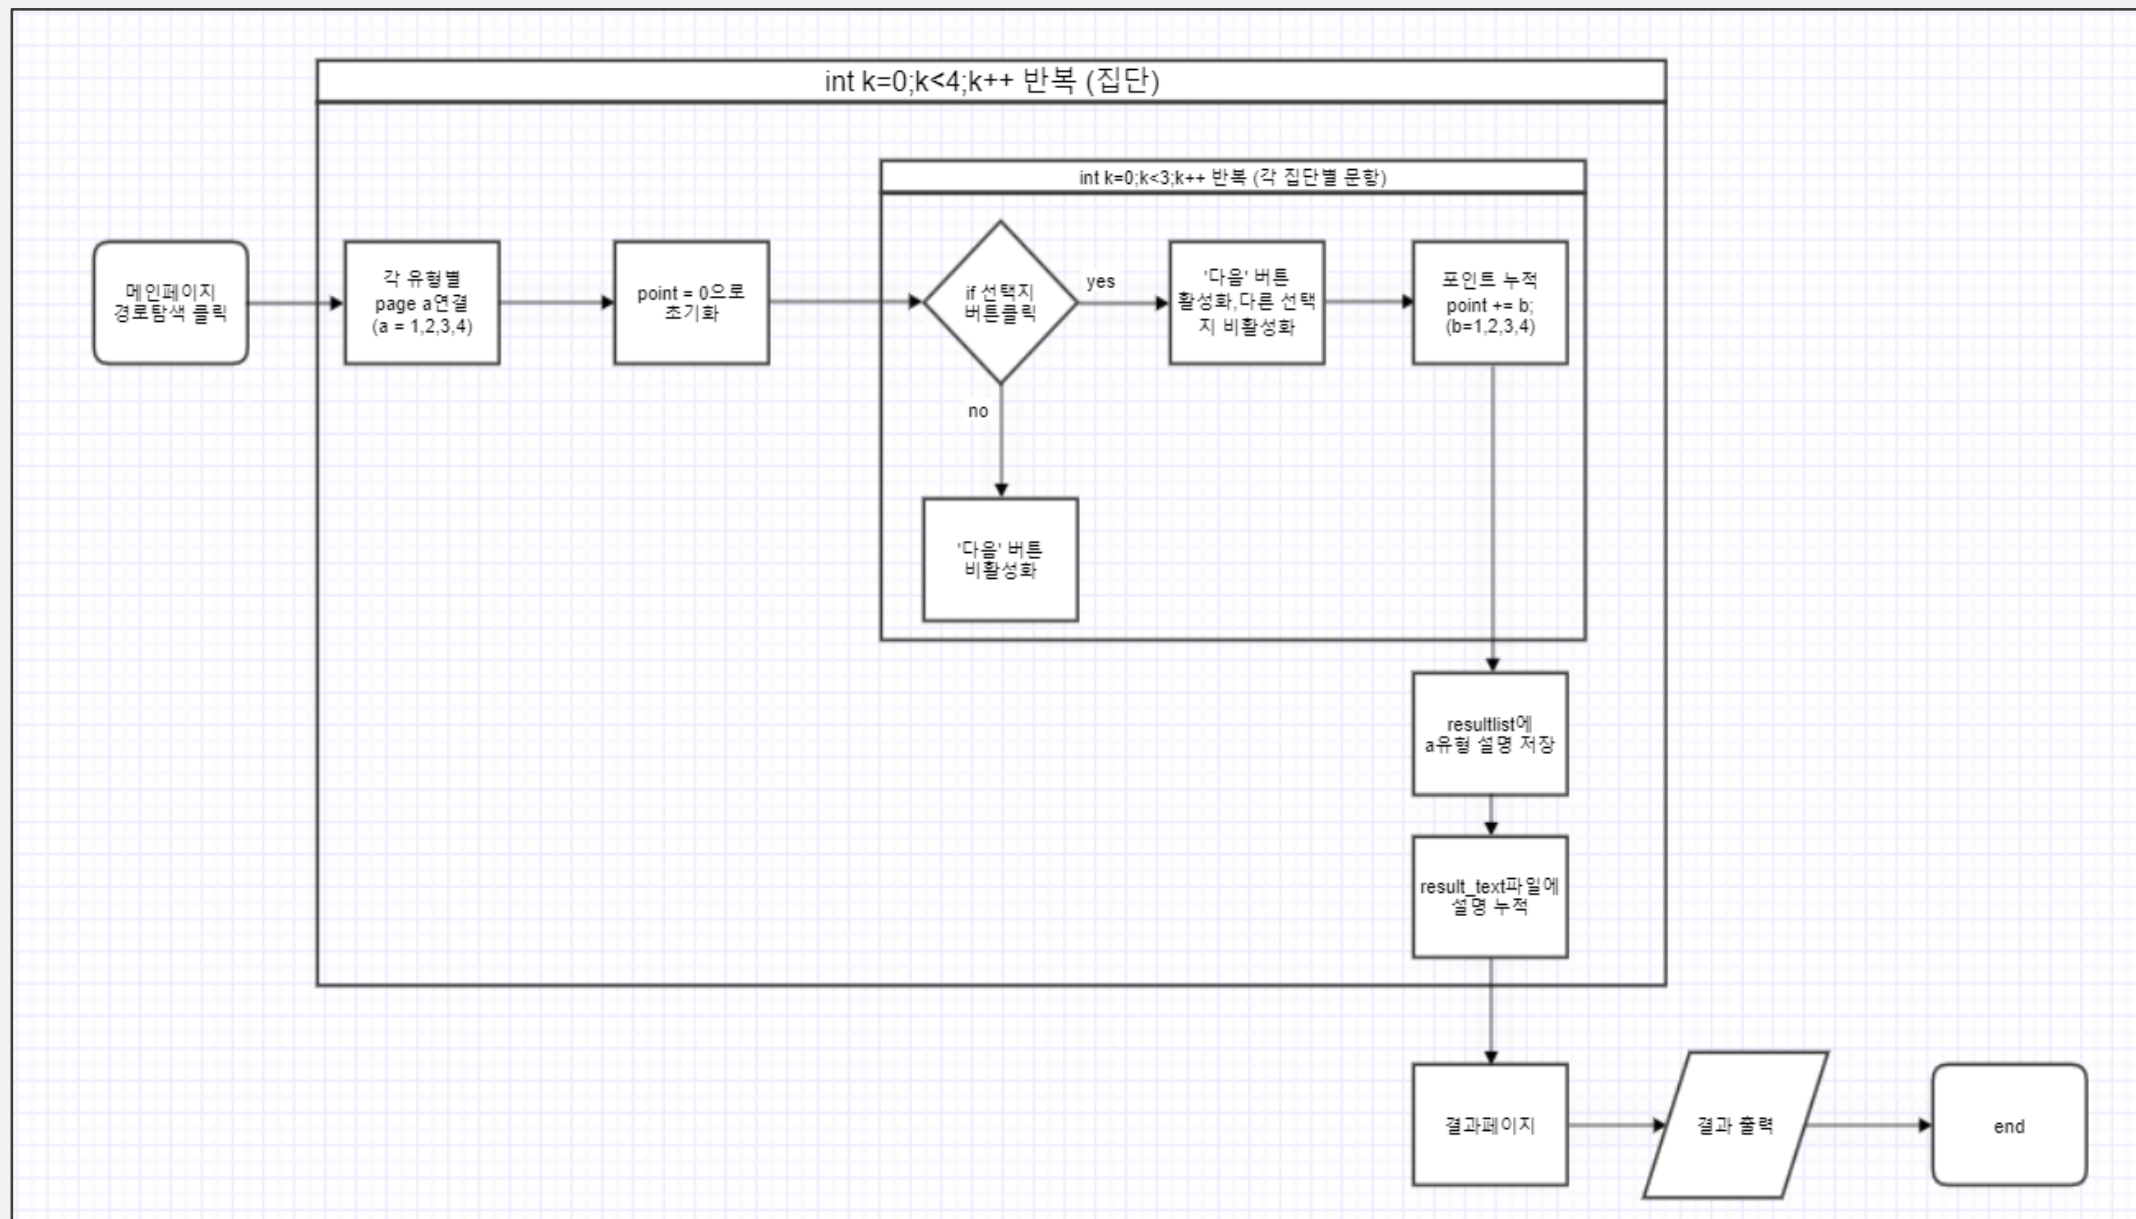 int k=0;k<4;k++ 반복 (집단)
int k=0;k<3;k++ 반복 (각 집단별 문항)
메인페이지
경로탐색 클릭
각 유형별
page a연결
(a = 1,2,3,4)
point = 0으로
초기화
if 선택지
버튼클릭
yes
'다음' 버튼
활성화,다른 선택
지 비활성화
포인트 누적
point += b;
(b=1,2,3,4)
no
'다음' 버튼
비활성화
resultlist에
a유형 설명 저장
result_text파일에
설명 누적
결과페이지
결과 출력
end